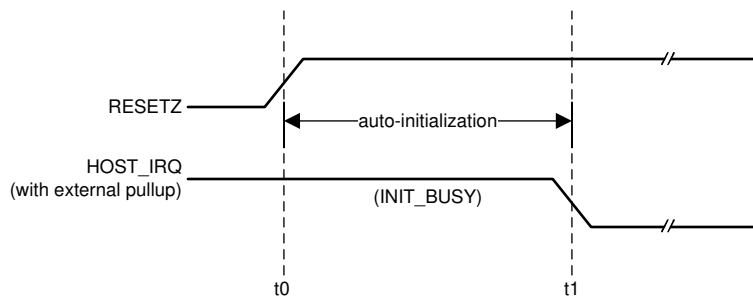 RESETZ
auto-initialization
HOST_IRQ
(with external pullup)
(INIT_BUSY)
t0
t1